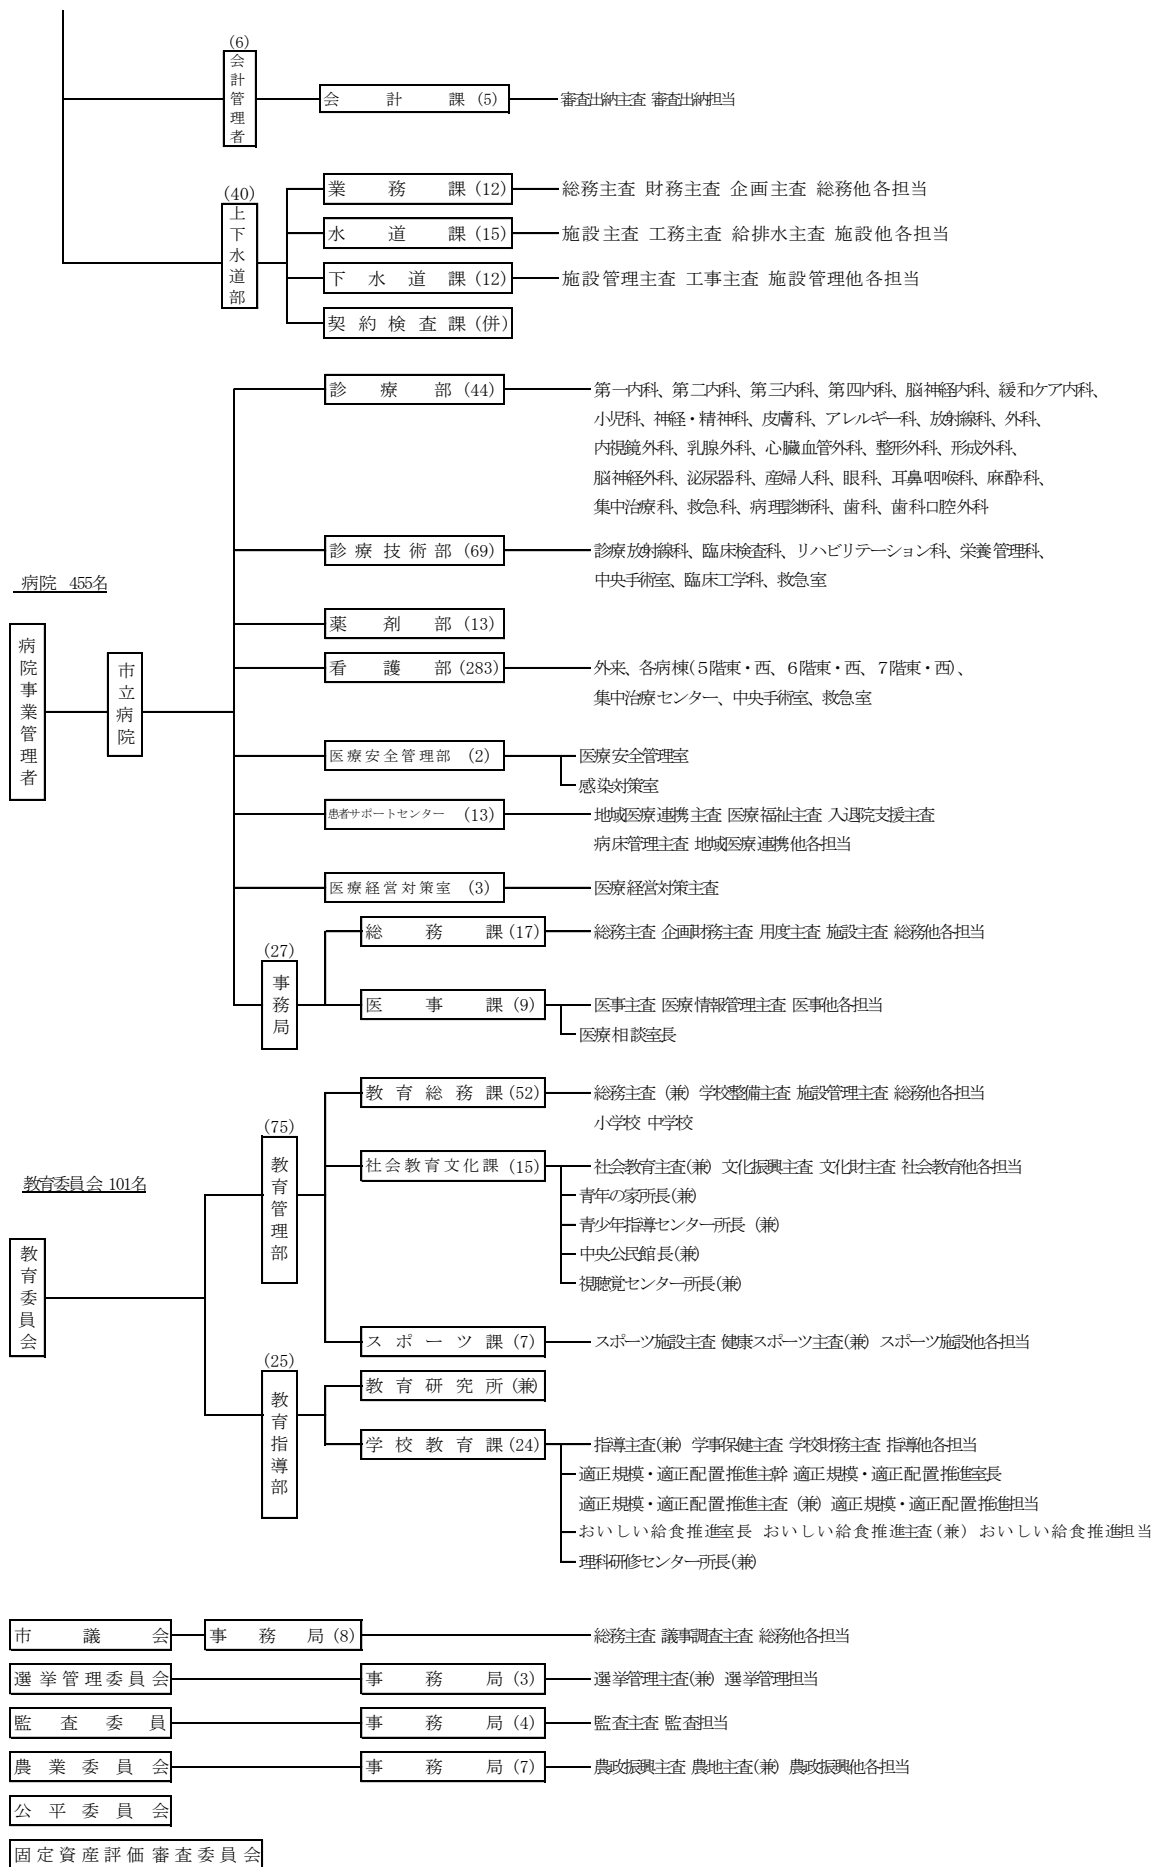 (6)
会計管理者
会計課 (5)
審査出納主査 審査出納担当
(40)
上下水道部
業務課 (12)
総務主査 財務主査 企画主査 総務他各担当
水道課 (15)
施設主査 工務主査 給排水主査 施設他各担当
下水道課 (12)
施設管理主査 工事主査 施設管理他各担当
契約検査課 (併)
病院 455名
病院事業管理者
市立病院
診療部 (44)
第一内科、第二内科、第三内科、第四内科、脳神経内科、緩和ケア内科、
小児科、神経・精神科、皮膚科、アレルギー科、放射線科、外科、
内視鏡外科、乳腺外科、心臓血管外科、整形外科、形成外科、
脳神経外科、泌尿器科、産婦人科、眼科、耳鼻咽喉科、麻酔科、
集中治療科、救急科、病理診断科、歯科、歯科口腔外科
診療技術部 (69)
診療放射線科、臨床検査科、リハビリテーション科、栄養管理科、
中央手術室、臨床工学科、救急室
薬剤部 (13)
看護部 (283)
外来、各病棟(5階東・西、6階東・西、7階東・西)、
集中治療センター、中央手術室、救急室
医療安全管理部 (2)
医療安全管理室
感染対策室
患者サポートセンター (13)
地域医療連携主査 医療福祉主査 入退院支援主査
病床管理主査 地域医療連携他各担当
医療経営対策室 (3)
医療経営対策主査
(27)
事務局
総務課 (17)
総務主査 企画財務主査 用度主査 施設主査 総務他各担当
医事課 (9)
医事主査 医療情報管理主査 医事他各担当
医療相談室長
教育委員会 101名
教育委員会
(75)
教育管理部
教育総務課 (52)
総務主査 (兼) 学校整備主査 施設管理主査 総務他各担当
小学校 中学校
社会教育文化課 (15)
社会教育主査(兼) 文化振興主査 文化財主査 社会教育他各担当
青年の家所長(兼)
青少年指導センター所長 (兼)
中央公民館長(兼)
視聴覚センター所長(兼)
スポーツ課 (7)
スポーツ施設主査 健康スポーツ主査(兼) スポーツ施設他各担当
(25)
教育指導部
教育研究所 (兼)
学校教育課 (24)
指導主査(兼) 学事保健主査 学校財務主査 指導他各担当
適正規模・適正配置推進主幹 適正規模・適正配置推進室長
適正規模・適正配置推進主査 (兼) 適正規模・適正配置推進担当
おいしい給食推進室長 おいしい給食推進主査(兼) おいしい給食推進担当
理科研修センター所長(兼)
市議会
事務局 (8)
総務主査 議事調査主査 総務他各担当
選挙管理委員会
事務局 (3)
選挙管理主査(兼) 選挙管理担当
監査委員
事務局 (4)
監査主査 監査担当
農業委員会
事務局 (7)
農政振興主査 農地主査(兼) 農政振興他各担当
公平委員会
固定資産評価審査委員会